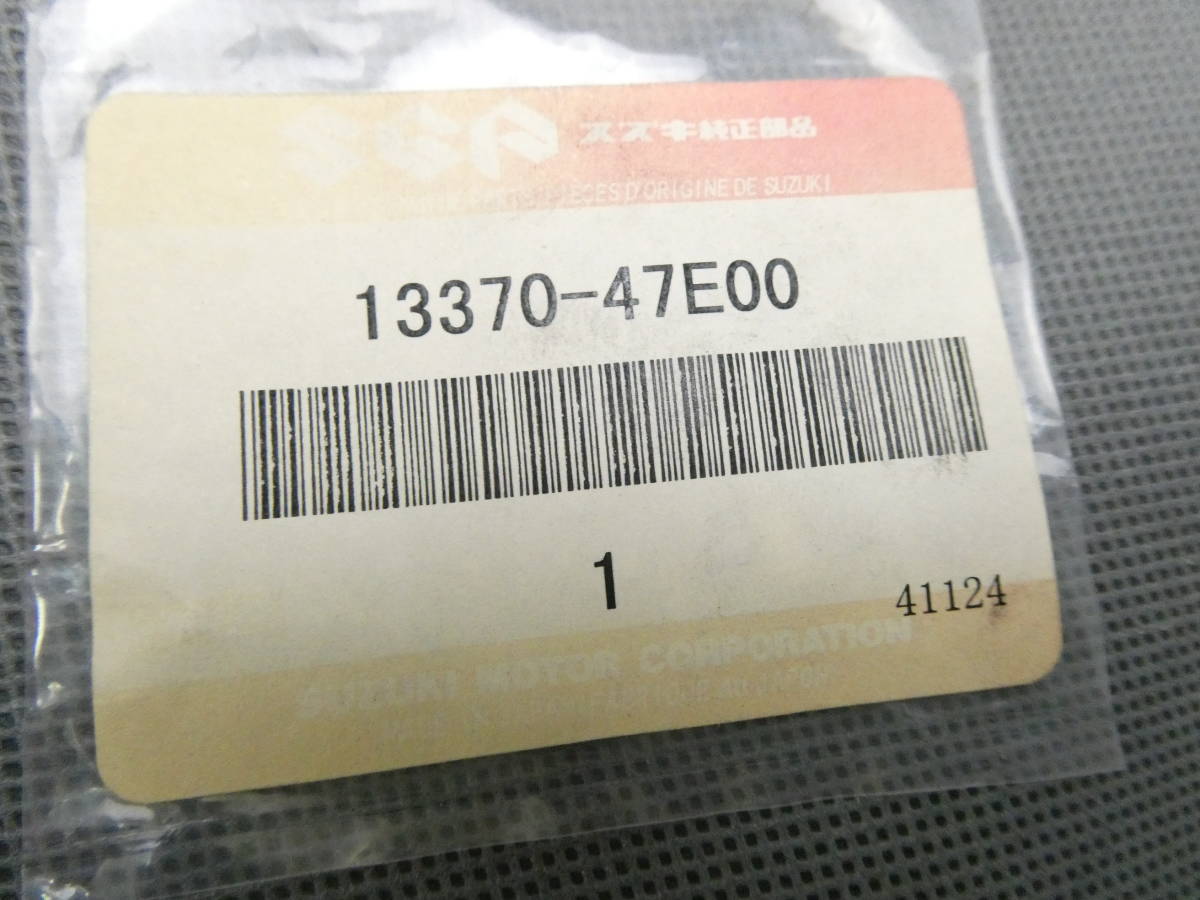 スズキ純正部品
PIECES D'ORIGINE DE SUZUKI
13370-47E00
1
41124
SUZUKI MOTOR CORPORATION